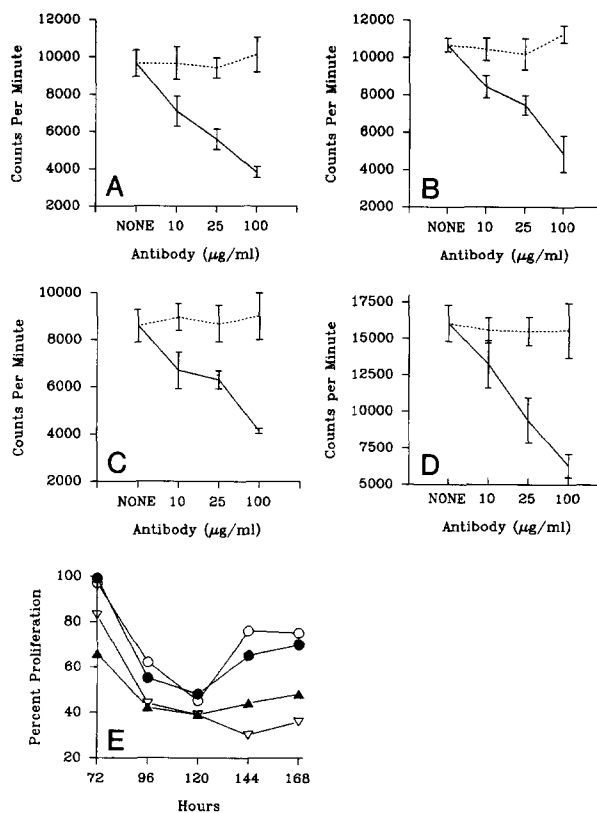 12000
10000
8000
6000
4000
2000
Counts Per Minute
A
NONE 10 25 100
Antibody (µg/ml)
12000
10000
8000
6000
4000
2000
Counts Per Minute
B
NONE 10 25 100
Antibody (µg/ml)
10000
8000
6000
4000
2000
Counts Per Minute
C
NONE 10 25 100
Antibody (µg/ml)
17500
15000
12500
10000
7500
5000
Counts per Minute
D
NONE 10 25 100
Antibody (µg/ml)
100
80
60
40
20
Percent Proliferation
E
72 96 120 144 168
Hours